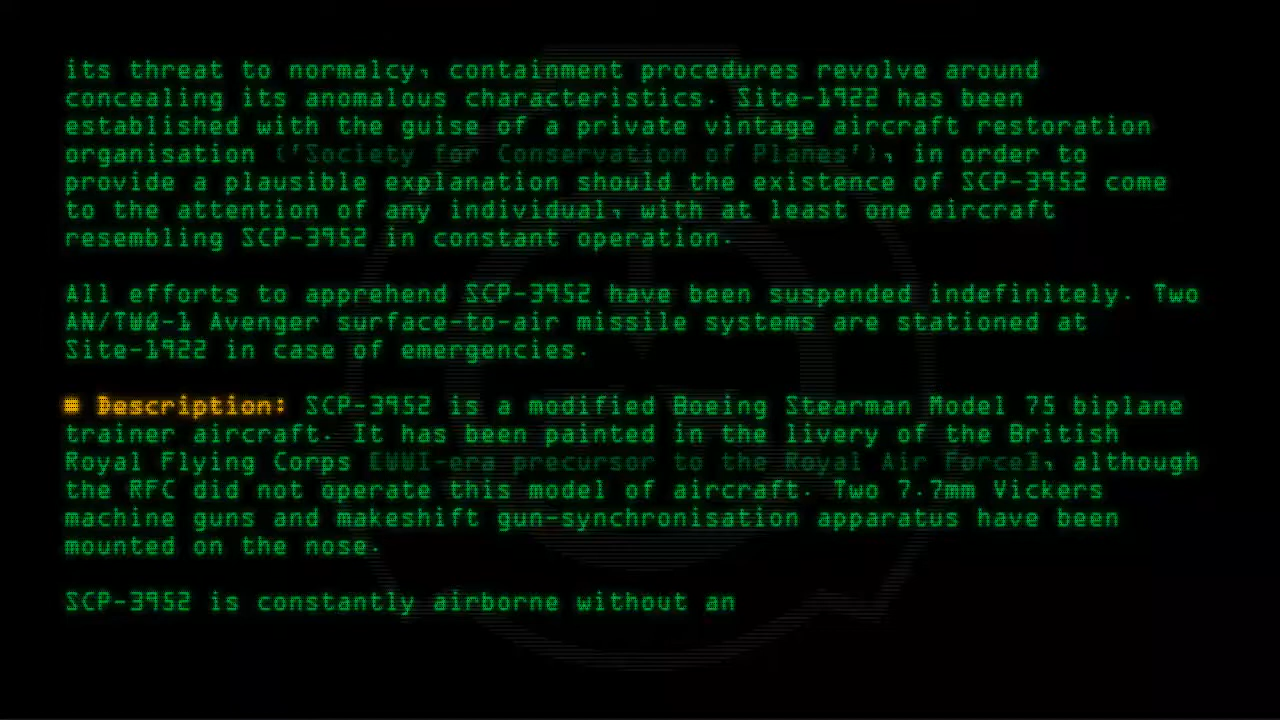 its threat to normalcy, containment procedures revolve around
concealing its anomalous characteristics. Site-1922 has been
established with the guise of a private vintage aircraft restoration
organisation ('Society for Conservation of Planes'), in order to
provide a plausible explanation should the existence of SCP-3952 come
to the attention of any individual, with at least one aircraft
resembling SCP-3952 in constant operation.
All efforts to apprehend SCP-3952 have been suspended indefinitely. Two
AN/TWQ-1 Avenger surface-to-air missile systems are stationed at
Site-1922 in case of emergencies.
■ Description: SCP-3952 is a modified Boeing Stearman Model 75 biplane
trainer aircraft. It has been painted in the livery of the British
Royal Flying Corps [WWI-era precursor to the Royal Air Force], although
the RFC did not operate this model of aircraft. Two 7.7mm Vickers
machine guns and makeshift gun-synchronisation apparatus have been
mounted on the nose.
SCP-3952 is constantly airborne without an